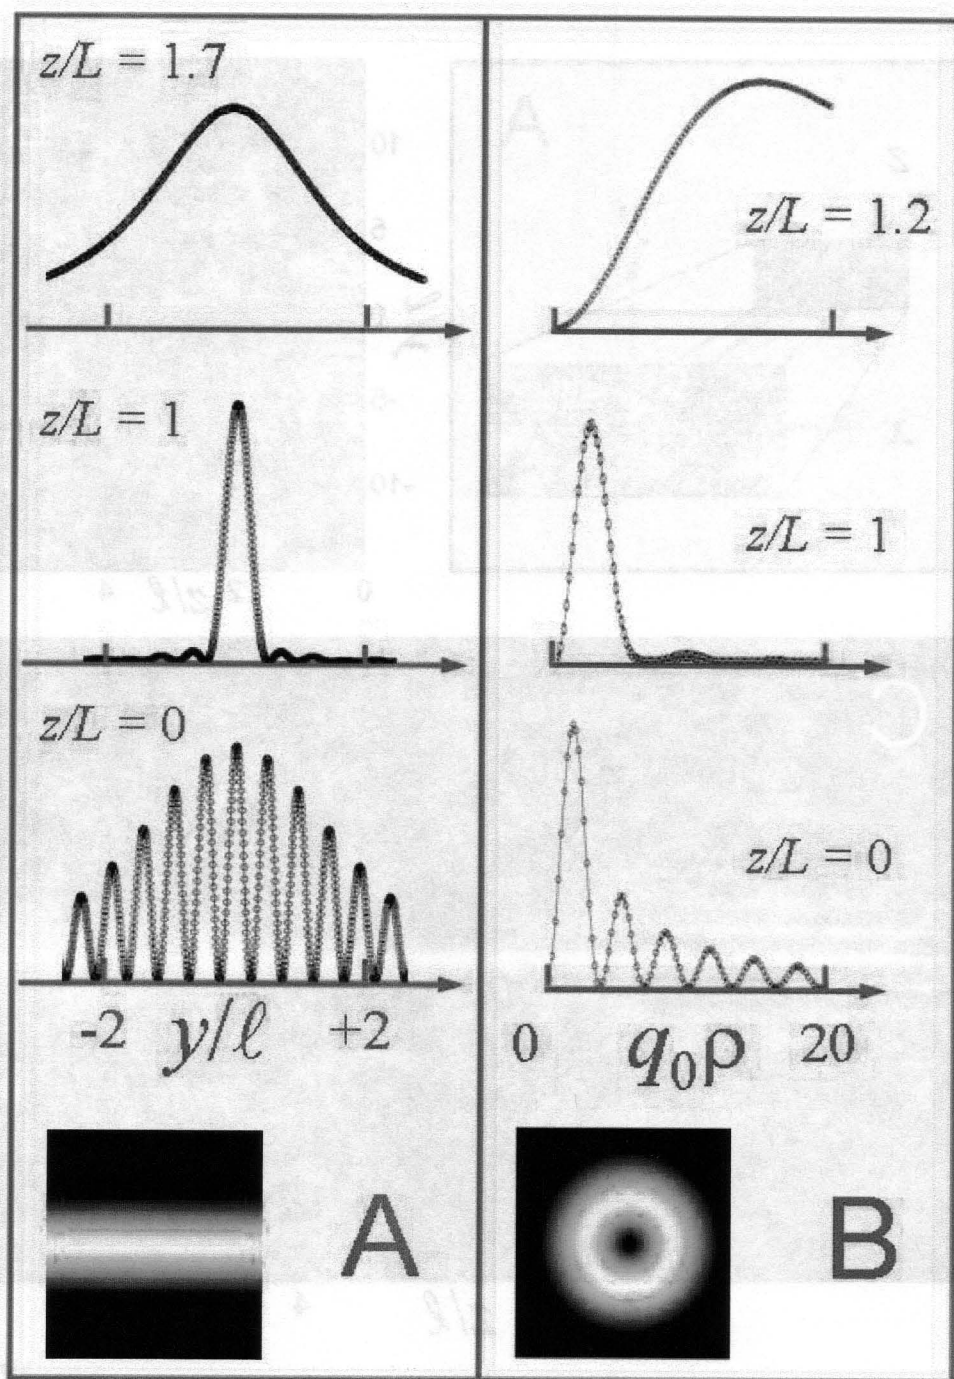 z/L = 1.7
z/L = 1
z/L = 0
-2 y/ℓ +2
A
z/L = 1.2
z/L = 1
z/L = 0
0 q₀ρ 20
B